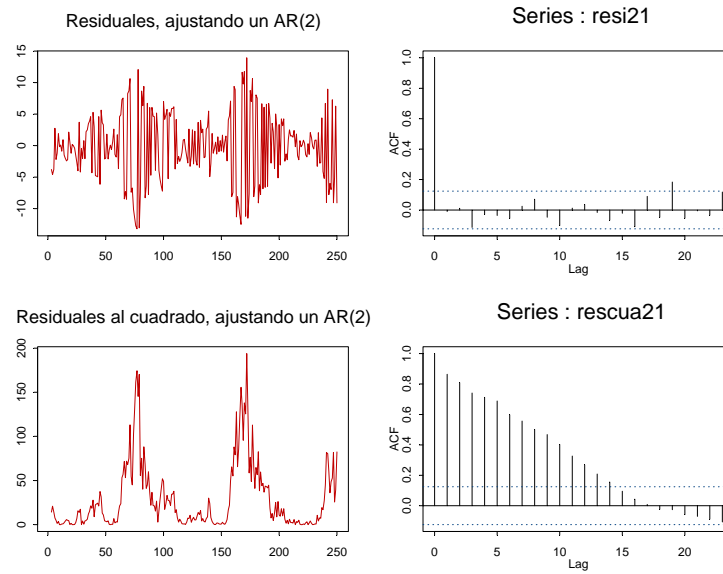 Residuales, ajustando un AR(2)
15
10
5
0
-5
-10
0 50 100 150 200 250
Series : resi21
ACF
1.0
0.8
0.6
0.4
0.2
0.0
0 5 10 15 20
Lag
Residuales al cuadrado, ajustando un AR(2)
200
150
100
50
0
0 50 100 150 200 250
Series : rescua21
ACF
1.0
0.8
0.6
0.4
0.2
0.0
0 5 10 15 20
Lag